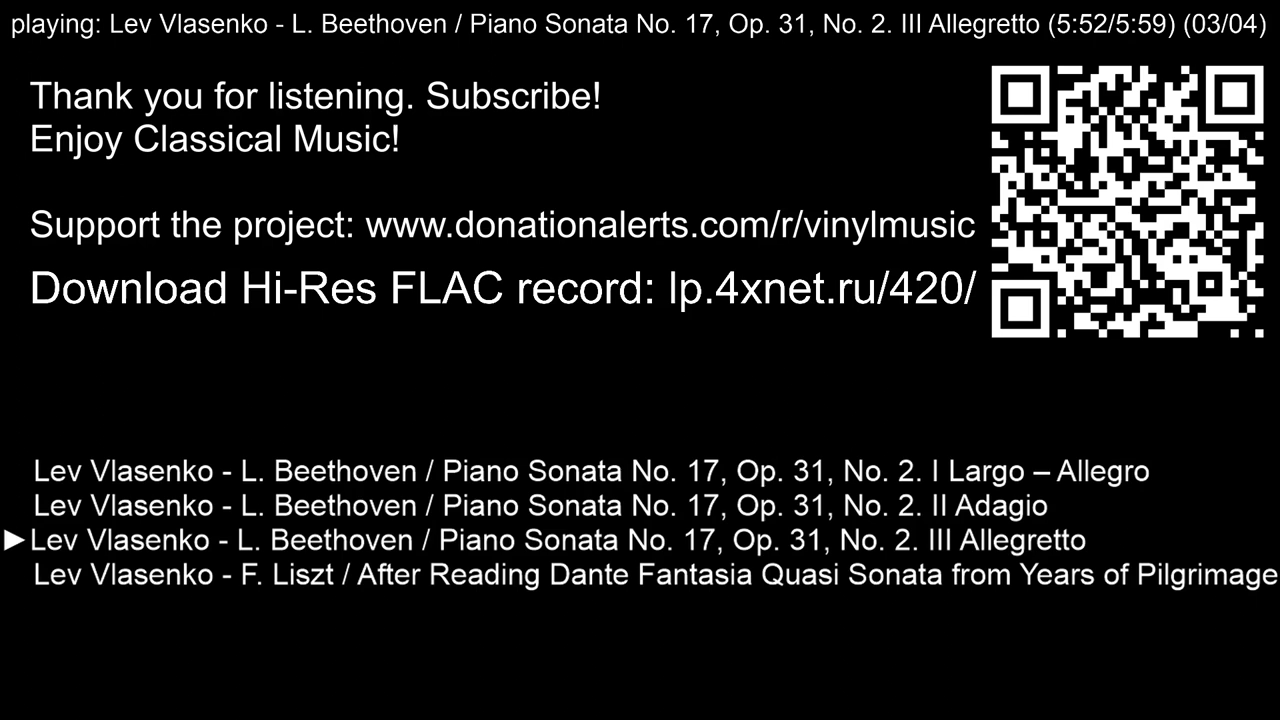 playing: Lev Vlasenko - L. Beethoven / Piano Sonata No. 17, Op. 31, No. 2. III Allegretto (5:52/5:59) (03/04)
Thank you for listening. Subscribe!
Enjoy Classical Music!
Support the project: www.donationalerts.com/r/vinylmusic
Download Hi-Res FLAC record: lp.4xnet.ru/420/
Lev Vlasenko - L. Beethoven / Piano Sonata No. 17, Op. 31, No. 2. I Largo – Allegro
Lev Vlasenko - L. Beethoven / Piano Sonata No. 17, Op. 31, No. 2. II Adagio
►Lev Vlasenko - L. Beethoven / Piano Sonata No. 17, Op. 31, No. 2. III Allegretto
Lev Vlasenko - F. Liszt / After Reading Dante Fantasia Quasi Sonata from Years of Pilgrimage